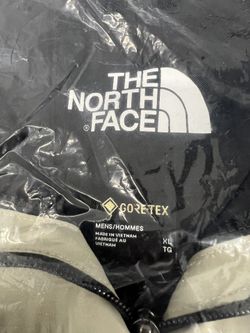 THE
NORTH
FACE
®
GORE-TEX
MENS/HOMMES
MADE IN VIETNAM
FABRIQUÉ AU
VIETNAM
XL
TG